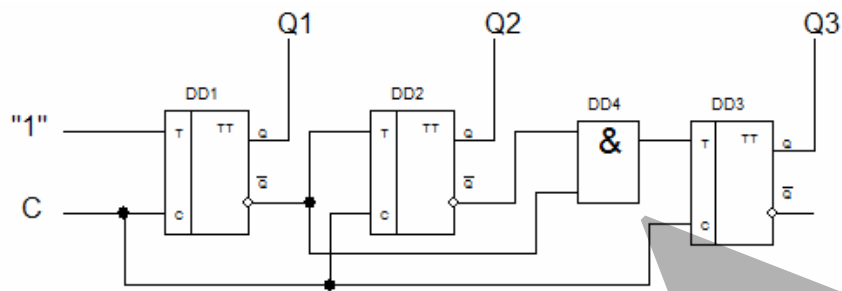 Q1 Q2 Q3
DD1 DD2 DD4 DD3
"1" T TT Q T TT Q & T TT Q
Q̅ Q̅ Q̅
C C C C